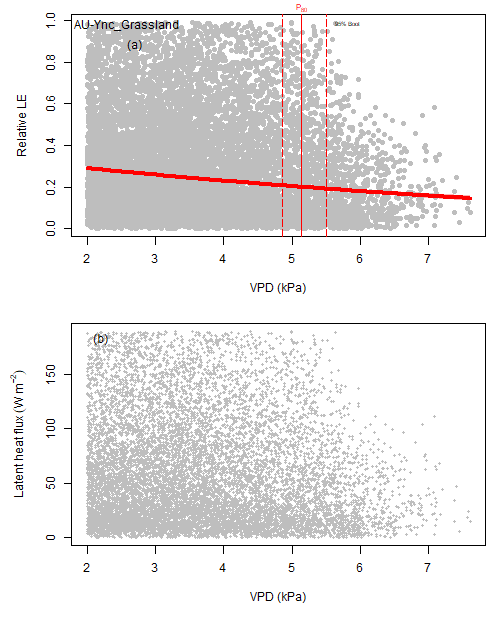 AU-Ync_Grassland
(a)
P50
95% Boot
Relative LE
1.0
0.8
0.6
0.4
0.2
0.0
2 3 4 5 6 7
VPD (kPa)
(b)
Latent heat flux (W m⁻²)
150
100
50
0
2 3 4 5 6 7
VPD (kPa)